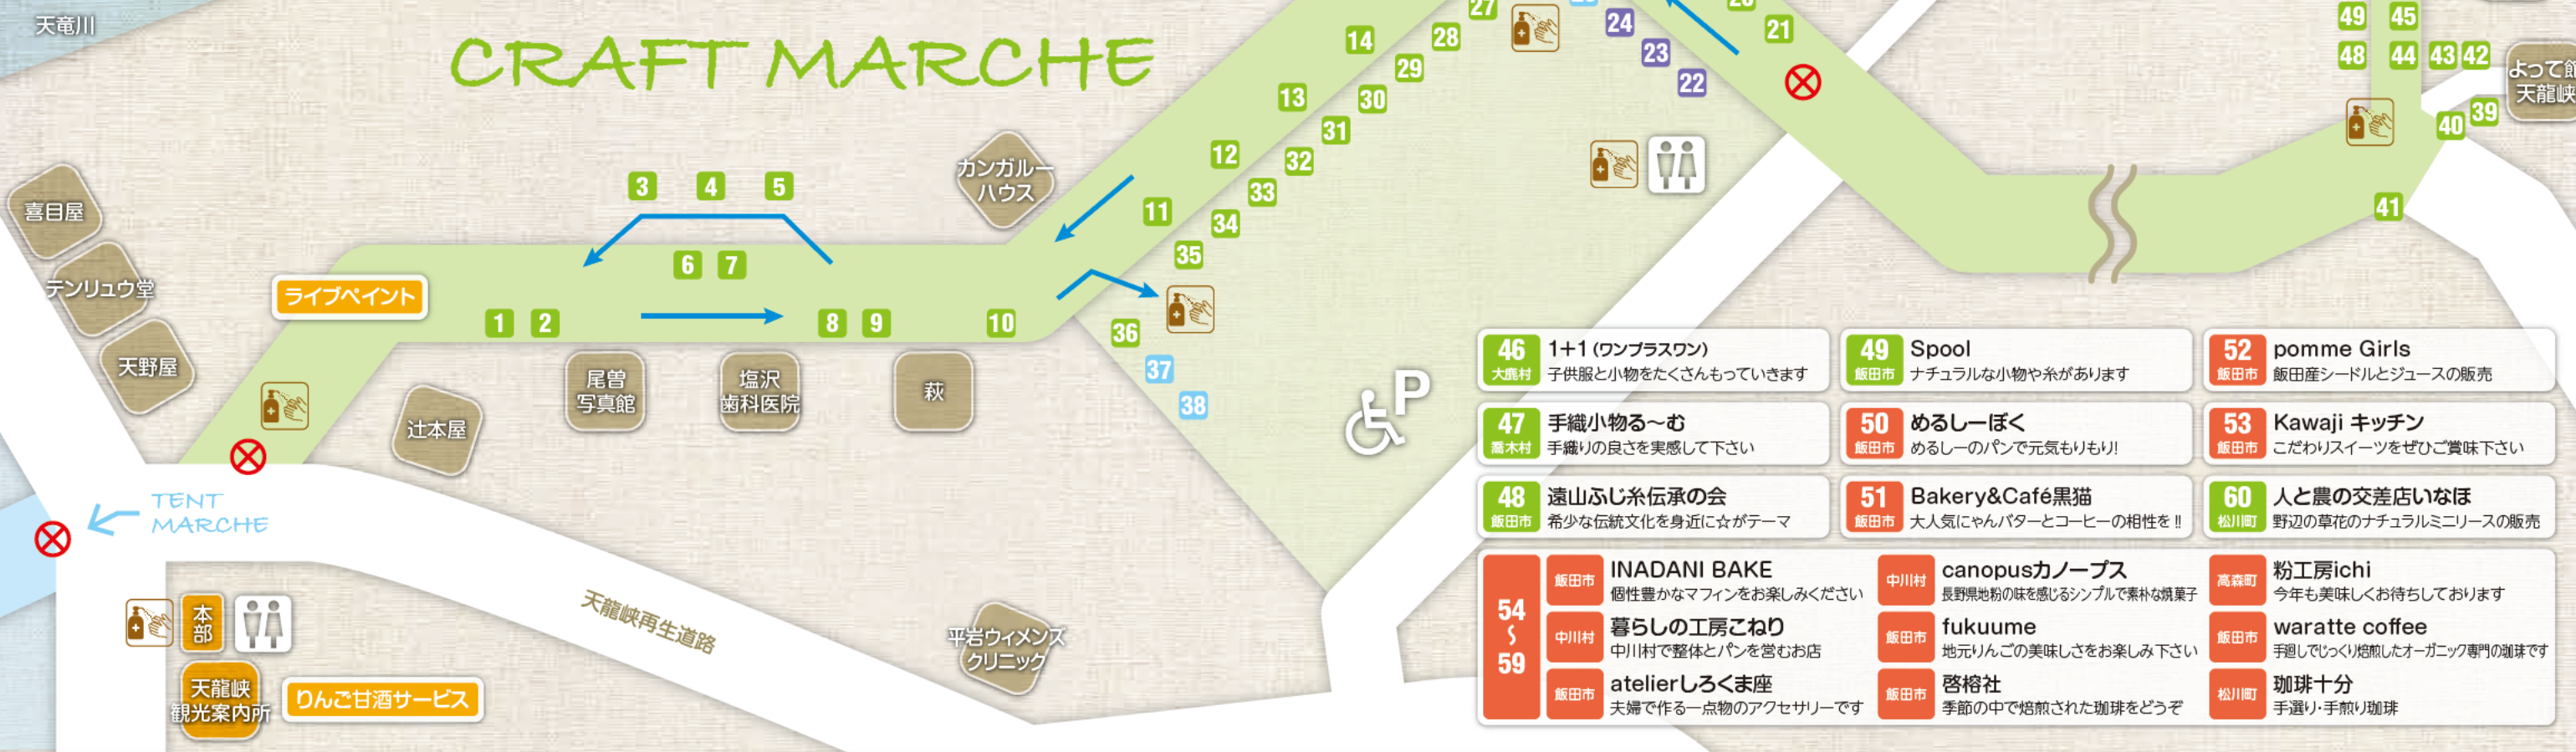 天竜川
CRAFT MARCHE
27
24
23
22
21
14
28
29
13
30
31
12
32
33
11
34
35
36
37
38
49 45
48 44 43 42
39
40
41
よって館
天龍峡
カンガルー
ハウス
3 4 5
6 7
1 2
8 9
10
喜目屋
テンリュウ堂
天野屋
ライブペイント
辻本屋
尾曽
写真館
塩沢
歯科医院
萩
P
TENT
MARCHE
本部
天龍峡
観光案内所
りんご甘酒サービス
天龍峡再生道路
平岩ウィメンズ
クリニック
46 大鹿村
1+1(ワンプラスワン)
子供服と小物をたくさんもっていきます
47 喬木村
手織小物る〜む
手織りの良さを実感して下さい
48 飯田市
遠山ふじ糸伝承の会
希少な伝統文化を身近に☆がテーマ
49 飯田市
Spool
ナチュラルな小物や糸があります
50 飯田市
めるしーぼく
めるしーのパンで元気もりもり!
51 飯田市
Bakery&Café黒猫
大人気にゃんバターとコーヒーの相性を!!
52 飯田市
pomme Girls
飯田産シードルとジュースの販売
53 飯田市
Kawaji キッチン
こだわりスイーツをぜひご賞味下さい
60 松川町
人と農の交差店いなほ
野辺の草花のナチュラルミニリースの販売
54〜59
飯田市
INADANI BAKE
個性豊かなマフィンをお楽しみください
中川村
暮らしの工房こねり
中川村で整体とパンを営むお店
飯田市
atelierしろくま座
夫婦で作る一点物のアクセサリーです
中川村
canopusカノープス
長野県地粉の味を感じるシンプルで素朴な焼菓子
飯田市
fukuume
地元りんごの美味しさをお楽しみ下さい
飯田市
啓榕社
季節の中で焙煎された珈琲をどうぞ
高森町
粉工房ichi
今年も美味しくお待ちしております
飯田市
waratte coffee
手廻しでじっくり焙煎したオーガニック専門の珈琲です
松川町
珈琲十分
手選り・手煎り珈琲